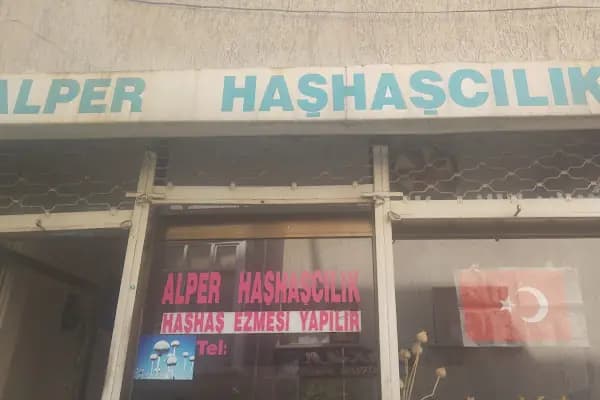 ALPER HAŞHAŞCILIK
ALPER HAŞHAŞCILIK
HAŞHAŞ EZMESİ YAPILIR
Tel: